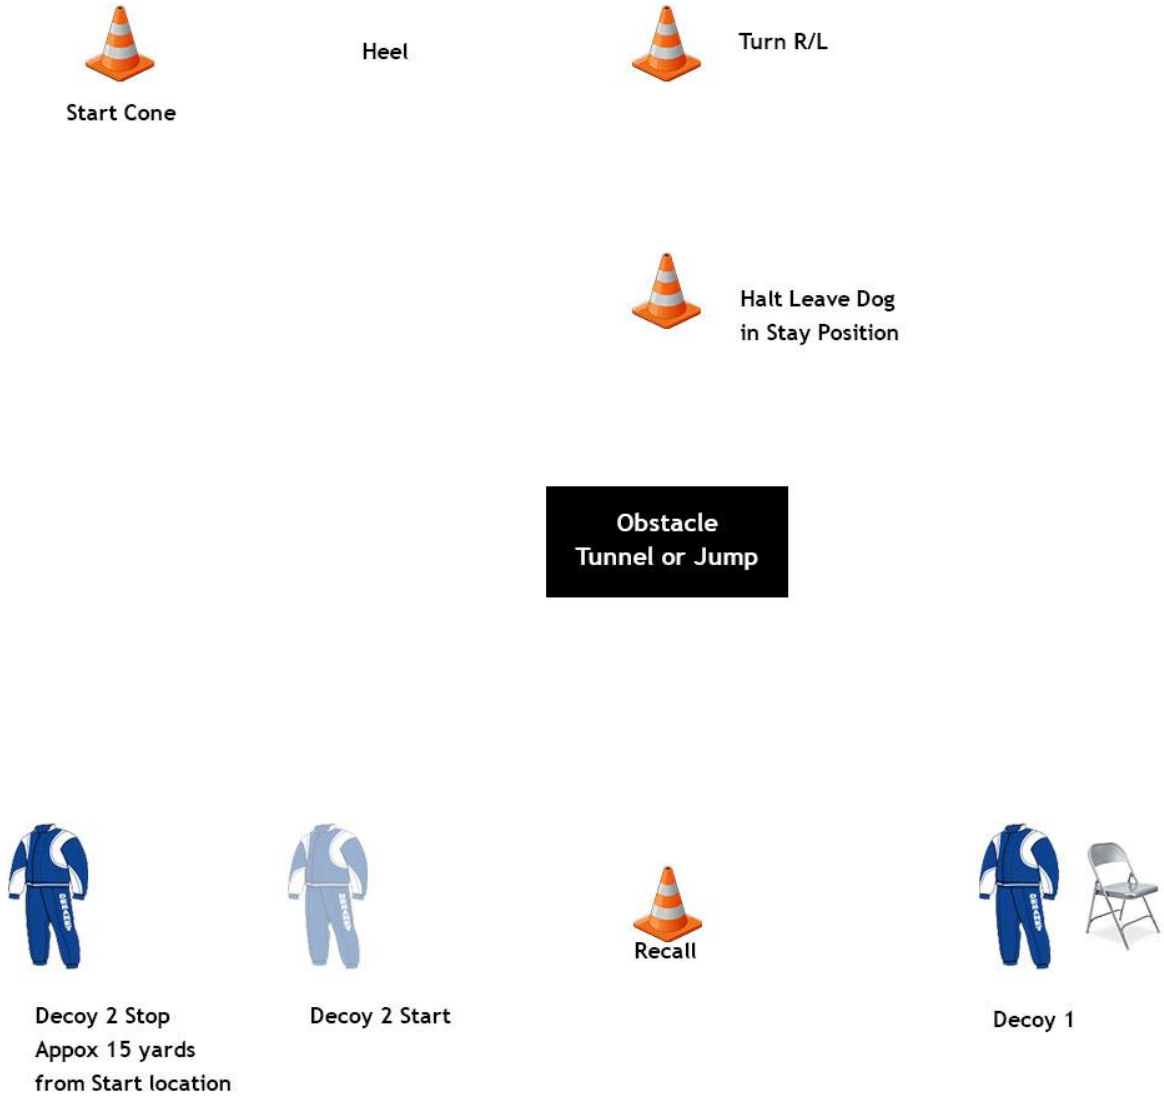 Heel
Turn R/L
Start Cone
Halt Leave Dog
in Stay Position
Obstacle
Tunnel or Jump
Recall
Decoy 2 Stop
Appox 15 yards
from Start location
Decoy 2 Start
Decoy 1